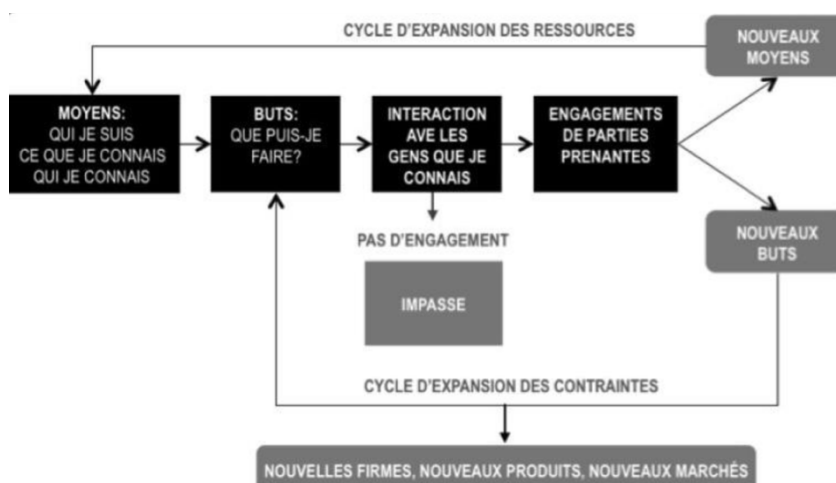 CYCLE D'EXPANSION DES RESSOURCES
NOUVEAUX
MOYENS
MOYENS:
QUI JE SUIS
CE QUE JE CONNAIS
QUI JE CONNAIS
BUTS:
QUE PUIS-JE
FAIRE?
INTERACTION
AVE LES
GENS QUE JE
CONNAIS
ENGAGEMENTS
DE PARTIES
PRENANTES
PAS D'ENGAGEMENT
IMPASSE
NOUVEAUX
BUTS
CYCLE D'EXPANSION DES CONTRAINTES
NOUVELLES FIRMES, NOUVEAUX PRODUITS, NOUVEAUX MARCHÉS